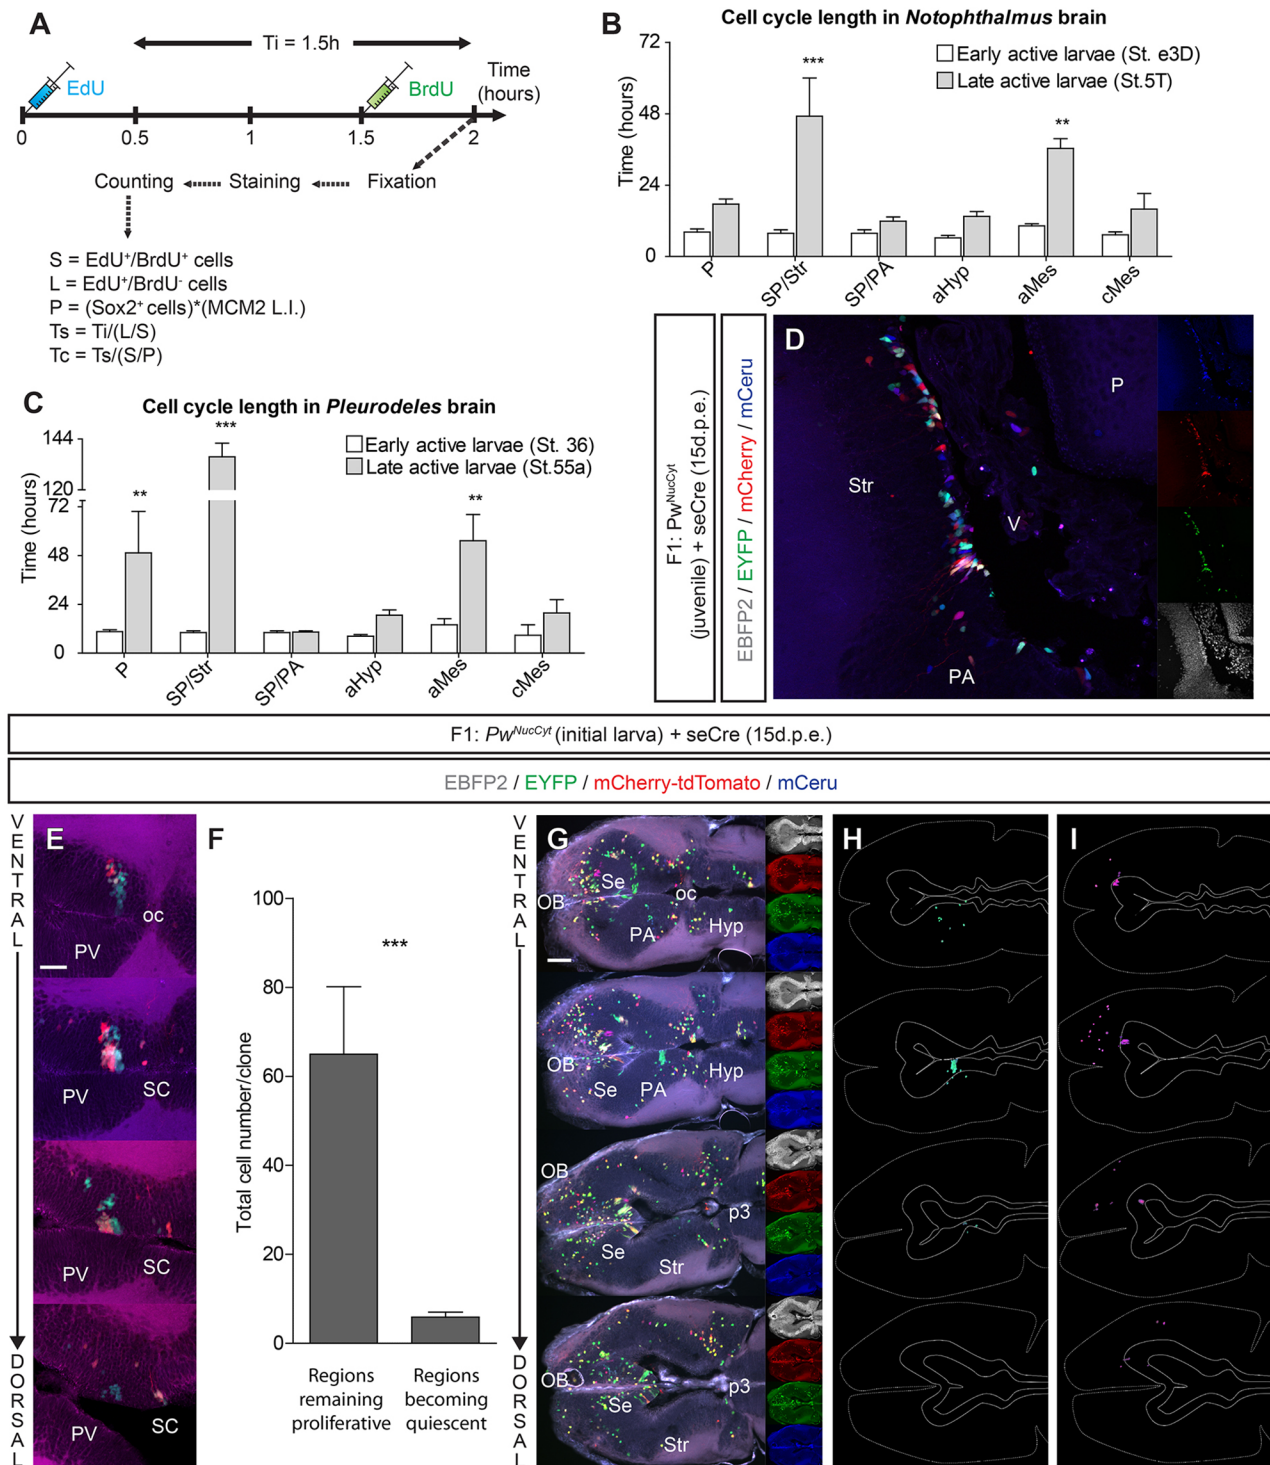 A
Ti = 1.5h
EdU
BrdU
Time
(hours)
0
0.5
1
1.5
2
Counting
Staining
Fixation
S = EdU⁺/BrdU⁺ cells
L = EdU⁺/BrdU⁻ cells
P = (Sox2⁺ cells)*(MCM2 L.I.)
Ts = Ti/(L/S)
Tc = Ts/(S/P)
B
Cell cycle length in Notophthalmus brain
Early active larvae (St. e3D)
Late active larvae (St.5T)
Time (hours)
72
48
24
0
***
**
P
SP/Str
SP/PA
aHyp
aMes
cMes
C
Cell cycle length in Pleurodeles brain
Early active larvae (St. 36)
Late active larvae (St.55a)
Time (hours)
144
120
72
48
24
0
**
***
**
P
SP/Str
SP/PA
aHyp
aMes
cMes
F1: Pwᴺᵘᶜᶜʸᵗ
(juvenile) + seCre (15d.p.e.)
EBFP2 / EYFP / mCherry / mCeru
D
P
Str
V
PA
F1: Pwᴺᵘᶜᶜʸᵗ (initial larva) + seCre (15d.p.e.)
EBFP2 / EYFP / mCherry-tdTomato / mCeru
VENTRAL
DORSAL
E
oc
PV
PV
SC
PV
SC
PV
SC
F
Total cell number/clone
100
80
60
40
20
0
***
Regions
remaining
proliferative
Regions
becoming
quiescent
VENTRAL
DORSAL
G
Se
OB
oc
PA
Hyp
OB
Se
PA
Hyp
OB
p3
Se
Str
OB
p3
Se
Str
H
I